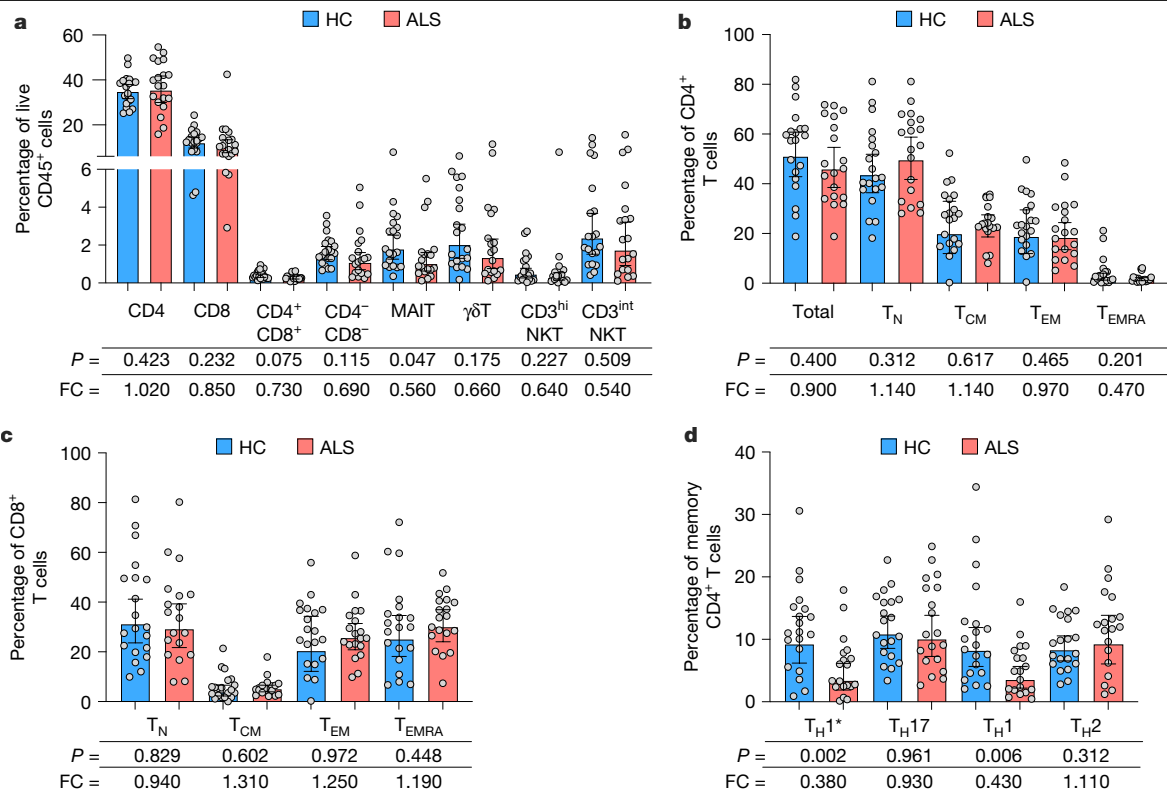 a
HC ALS
Percentage of live
CD45⁺ cells
60
40
20
6
4
2
0
CD4 CD8 CD4⁺ CD8⁺ CD4⁻ CD8⁻ MAIT γδT CD3ʰⁱ NKT CD3ⁱⁿᵗ NKT
P = 0.423 0.232 0.075 0.115 0.047 0.175 0.227 0.509
FC = 1.020 0.850 0.730 0.690 0.560 0.660 0.640 0.540
b
HC ALS
Percentage of CD4⁺
T cells
100
80
60
40
20
0
Total T_N T_CM T_EM T_EMRA
P = 0.400 0.312 0.617 0.465 0.201
FC = 0.900 1.140 1.140 0.970 0.470
c
HC ALS
Percentage of CD8⁺
T cells
100
80
60
40
20
0
T_N T_CM T_EM T_EMRA
P = 0.829 0.602 0.972 0.448
FC = 0.940 1.310 1.250 1.190
d
HC ALS
Percentage of memory
CD4⁺ T cells
40
30
20
10
0
T_H1* T_H17 T_H1 T_H2
P = 0.002 0.961 0.006 0.312
FC = 0.380 0.930 0.430 1.110